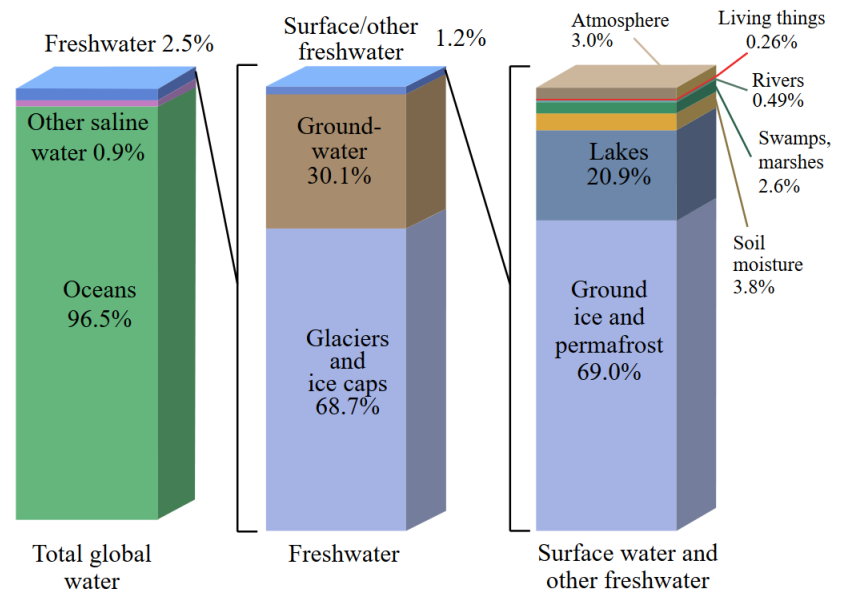 Freshwater 2.5%
Other saline
water 0.9%
Oceans
96.5%
Total global
water
Surface/other
freshwater
1.2%
Ground-
water
30.1%
Glaciers
and
ice caps
68.7%
Freshwater
Atmosphere
3.0%
Living things
0.26%
Rivers
0.49%
Swamps,
marshes
2.6%
Soil
moisture
3.8%
Lakes
20.9%
Ground
ice and
permafrost
69.0%
Surface water and
other freshwater